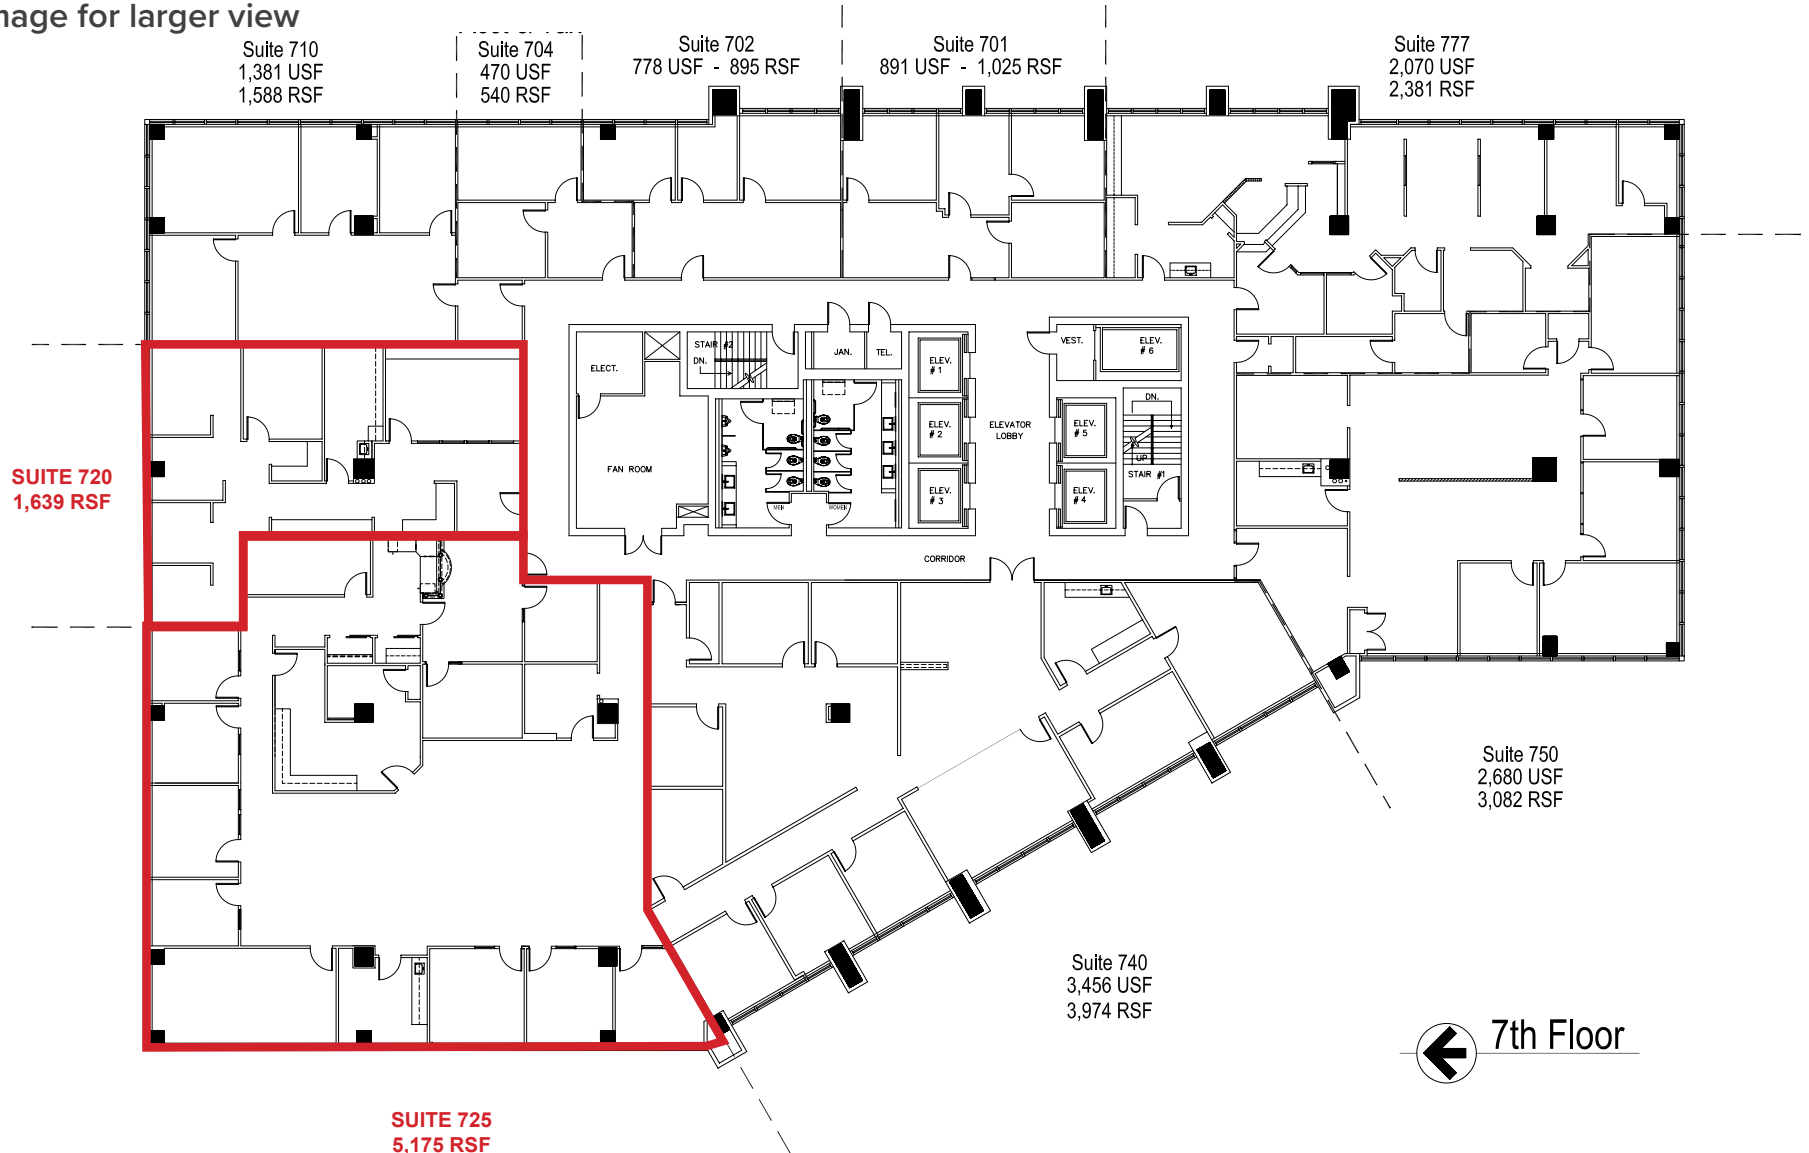 mage for larger view
Suite 710
1,381 USF
1,588 RSF
Suite 704
470 USF
540 RSF
Suite 702
778 USF - 895 RSF
Suite 701
891 USF - 1,025 RSF
Suite 777
2,070 USF
2,381 RSF
STAIR #2
DN.
ELECT.
JAN.
TEL.
ELEV.
# 1
VEST.
ELEV.
# 6
ELEV.
# 2
ELEVATOR
LOBBY
ELEV.
# 5
DN.
UP
STAIR #1
FAN ROOM
ELEV.
# 3
ELEV.
# 4
MEN
WOMEN
CORRIDOR
SUITE 720
1,639 RSF
Suite 750
2,680 USF
3,082 RSF
Suite 740
3,456 USF
3,974 RSF
7th Floor
SUITE 725
5,175 RSF